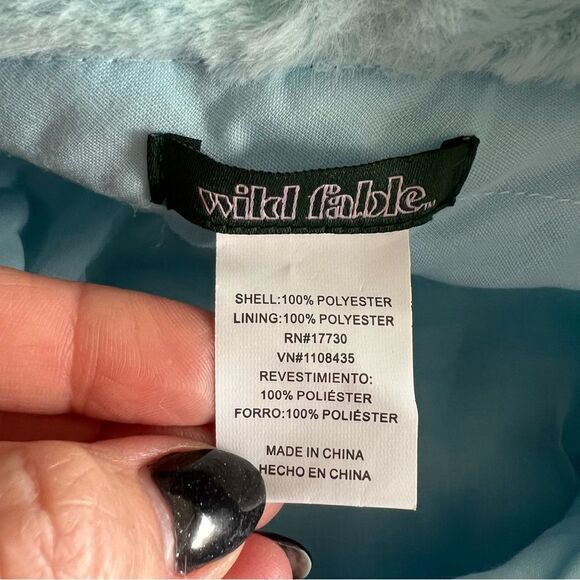 wild fable™
SHELL:100% POLYESTER
LINING:100% POLYESTER
RN#17730
VN#1108435
REVESTIMIENTO:
100% POLIÉSTER
FORRO:100% POLIÉSTER
MADE IN CHINA
HECHO EN CHINA